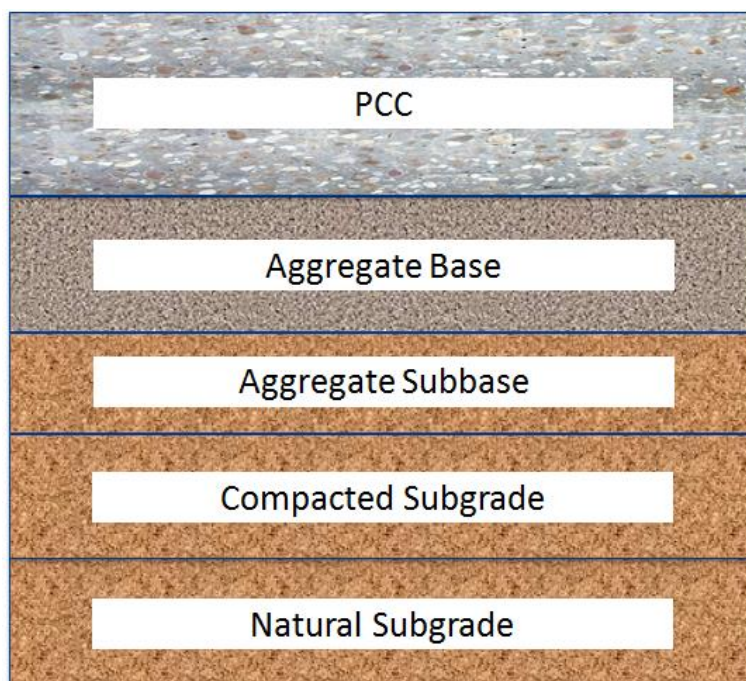 PCC
Aggregate Base
Aggregate Subbase
Compacted Subgrade
Natural Subgrade